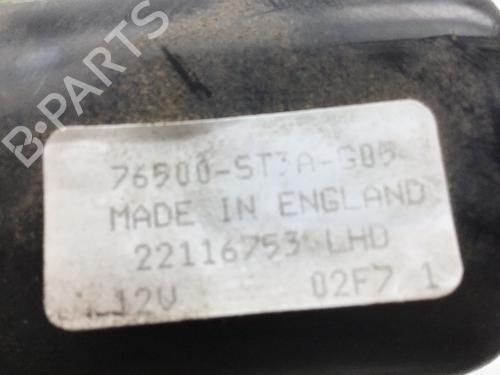 B-PARTS
76500-ST3A-G05
MADE IN ENGLAND
22116753 LHD
12V 02F7 1